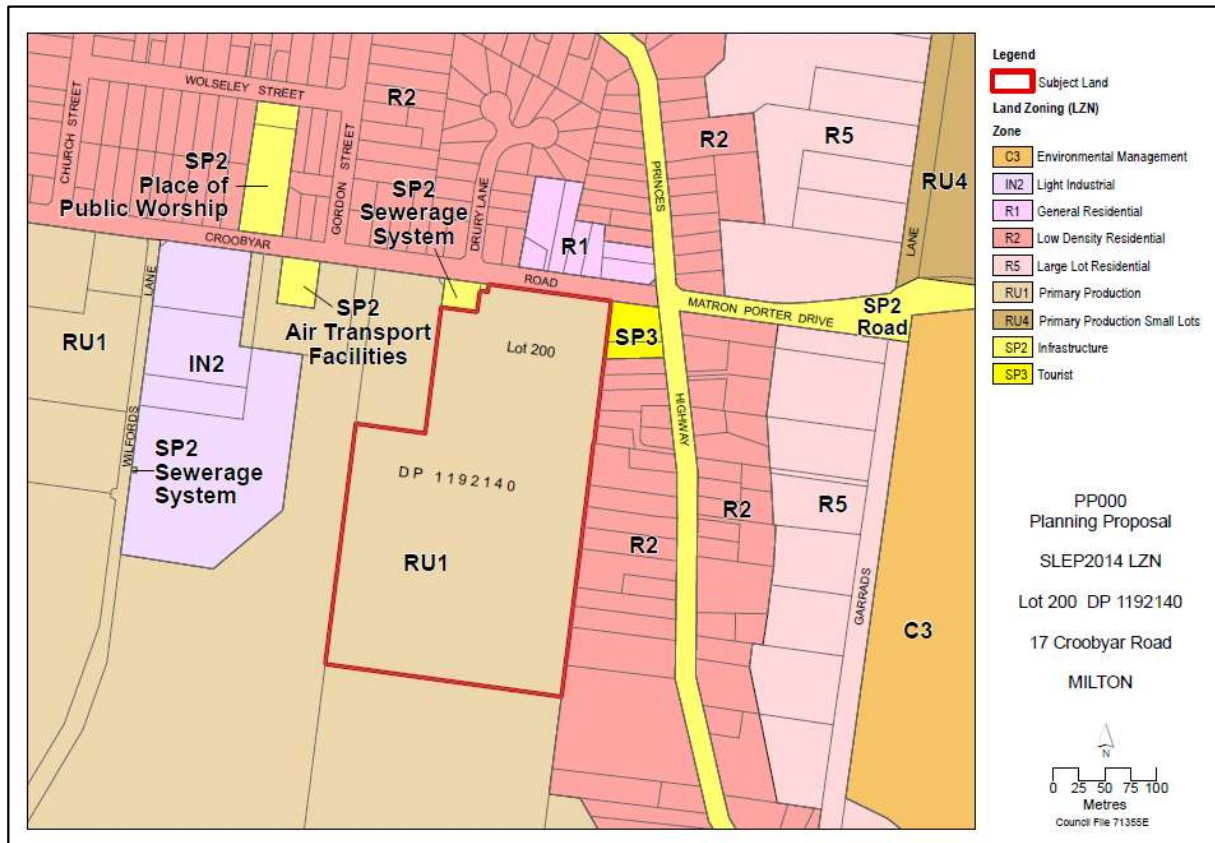 WOLSELEY STREET
CHURCH STREET
R2
SP2
Place of
Public Worship
GORDON STREET
SP2
Sewerage
System
DRURY LANE
R1
PRINCES
R2
R5
LANE
RU4
CROOBYAR
ROAD
MATRON PORTER DRIVE
SP2
Road
LANE
RU1
IN2
SP2
Air Transport
Facilities
Lot 200
SP3
HIGHWAY
WILFORDS
SP2
Sewerage
System
DP 1192140
RU1
R2
R2
R5
GARRADS
C3
Legend
Subject Land
Land Zoning (LZN)
Zone
C3 Environmental Management
IN2 Light Industrial
R1 General Residential
R2 Low Density Residential
R5 Large Lot Residential
RU1 Primary Production
RU4 Primary Production Small Lots
SP2 Infrastructure
SP3 Tourist
PP000
Planning Proposal
SLEP2014 LZN
Lot 200 DP 1192140
17 Croobyar Road
MILTON
N
0 25 50 75 100
Metres
Council File 71355E